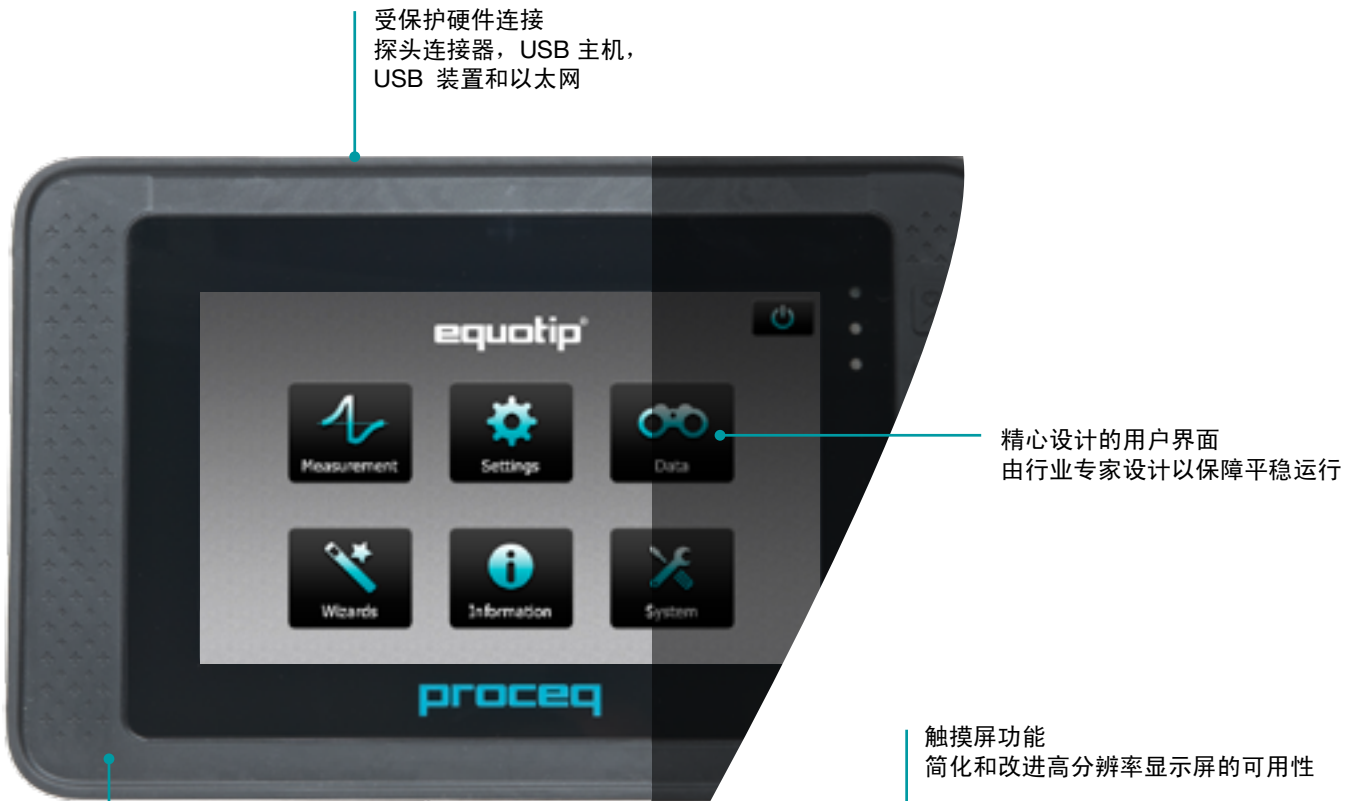 受保护硬件连接
探头连接器，USB 主机，
USB 装置和以太网
equotip®
Measurement
Settings
Data
精心设计的用户界面
由行业专家设计以保障平稳运行
Wizards
Information
System
proceq
触摸屏功能
简化和改进高分辨率显示屏的可用性